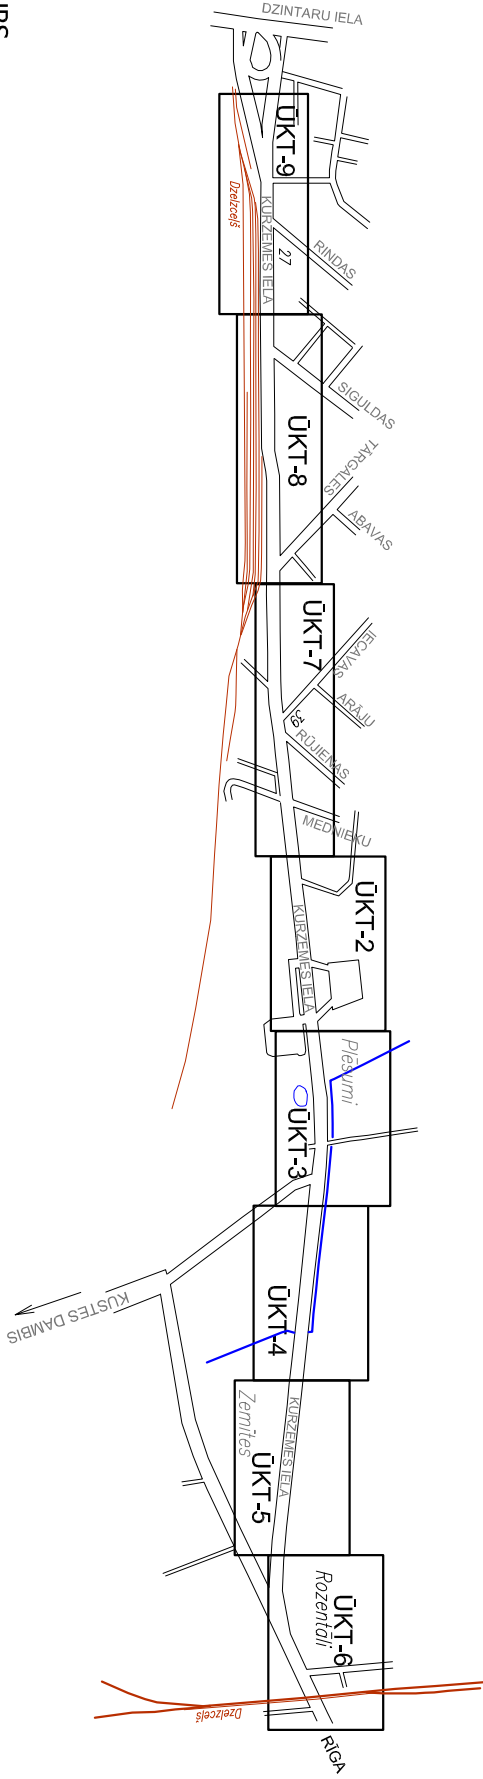 DZINTARU IELA
ŪKT-9
Dzelzceļš
KURZEMES IELA
27
RINDAS
SIGULDAS
ŪKT-8
TĀRGALES
ABAVAS
ŪKT-7
IECAVAS
ARĀJU
39
RŪJIENAS
MEDNIEKU
ŪKT-2
KURZEMES IELA
Plēsumi
ŪKT-3
KUSTES DAMBIS
ŪKT-4
KURZEMES IELA
Zemītes
ŪKT-5
ŪKT-6
Rozentāli
Dzelzceļš
RĪGA